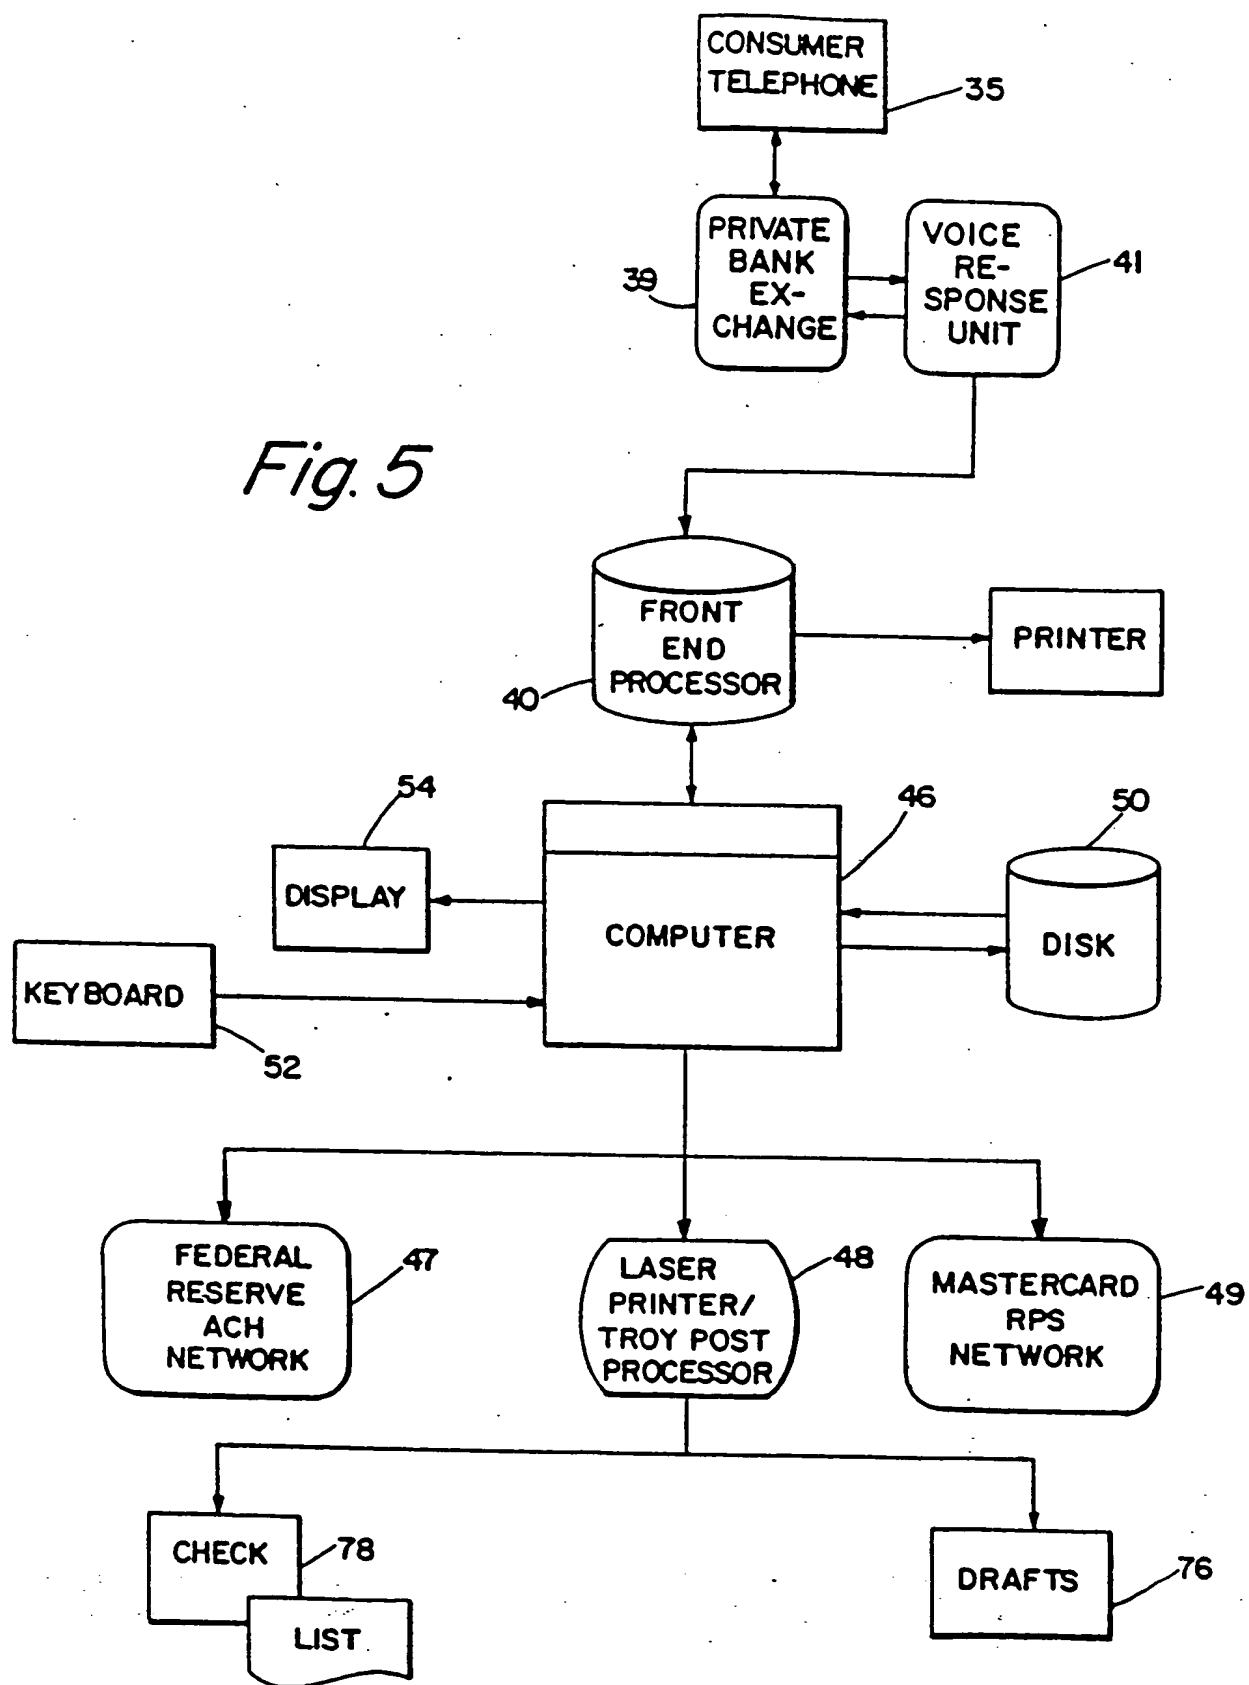 CONSUMER
TELEPHONE
35
PRIVATE
BANK
EX-
CHANGE
39
VOICE
RE-
SPONSE
UNIT
41
Fig. 5
FRONT
END
PROCESSOR
40
PRINTER
54
46
50
DISPLAY
COMPUTER
DISK
KEYBOARD
52
FEDERAL
RESERVE
ACH
NETWORK
47
LASER
PRINTER/
TROY POST
PROCESSOR
48
MASTERCARD
RPS
NETWORK
49
CHECK
78
LIST
DRAFTS
76